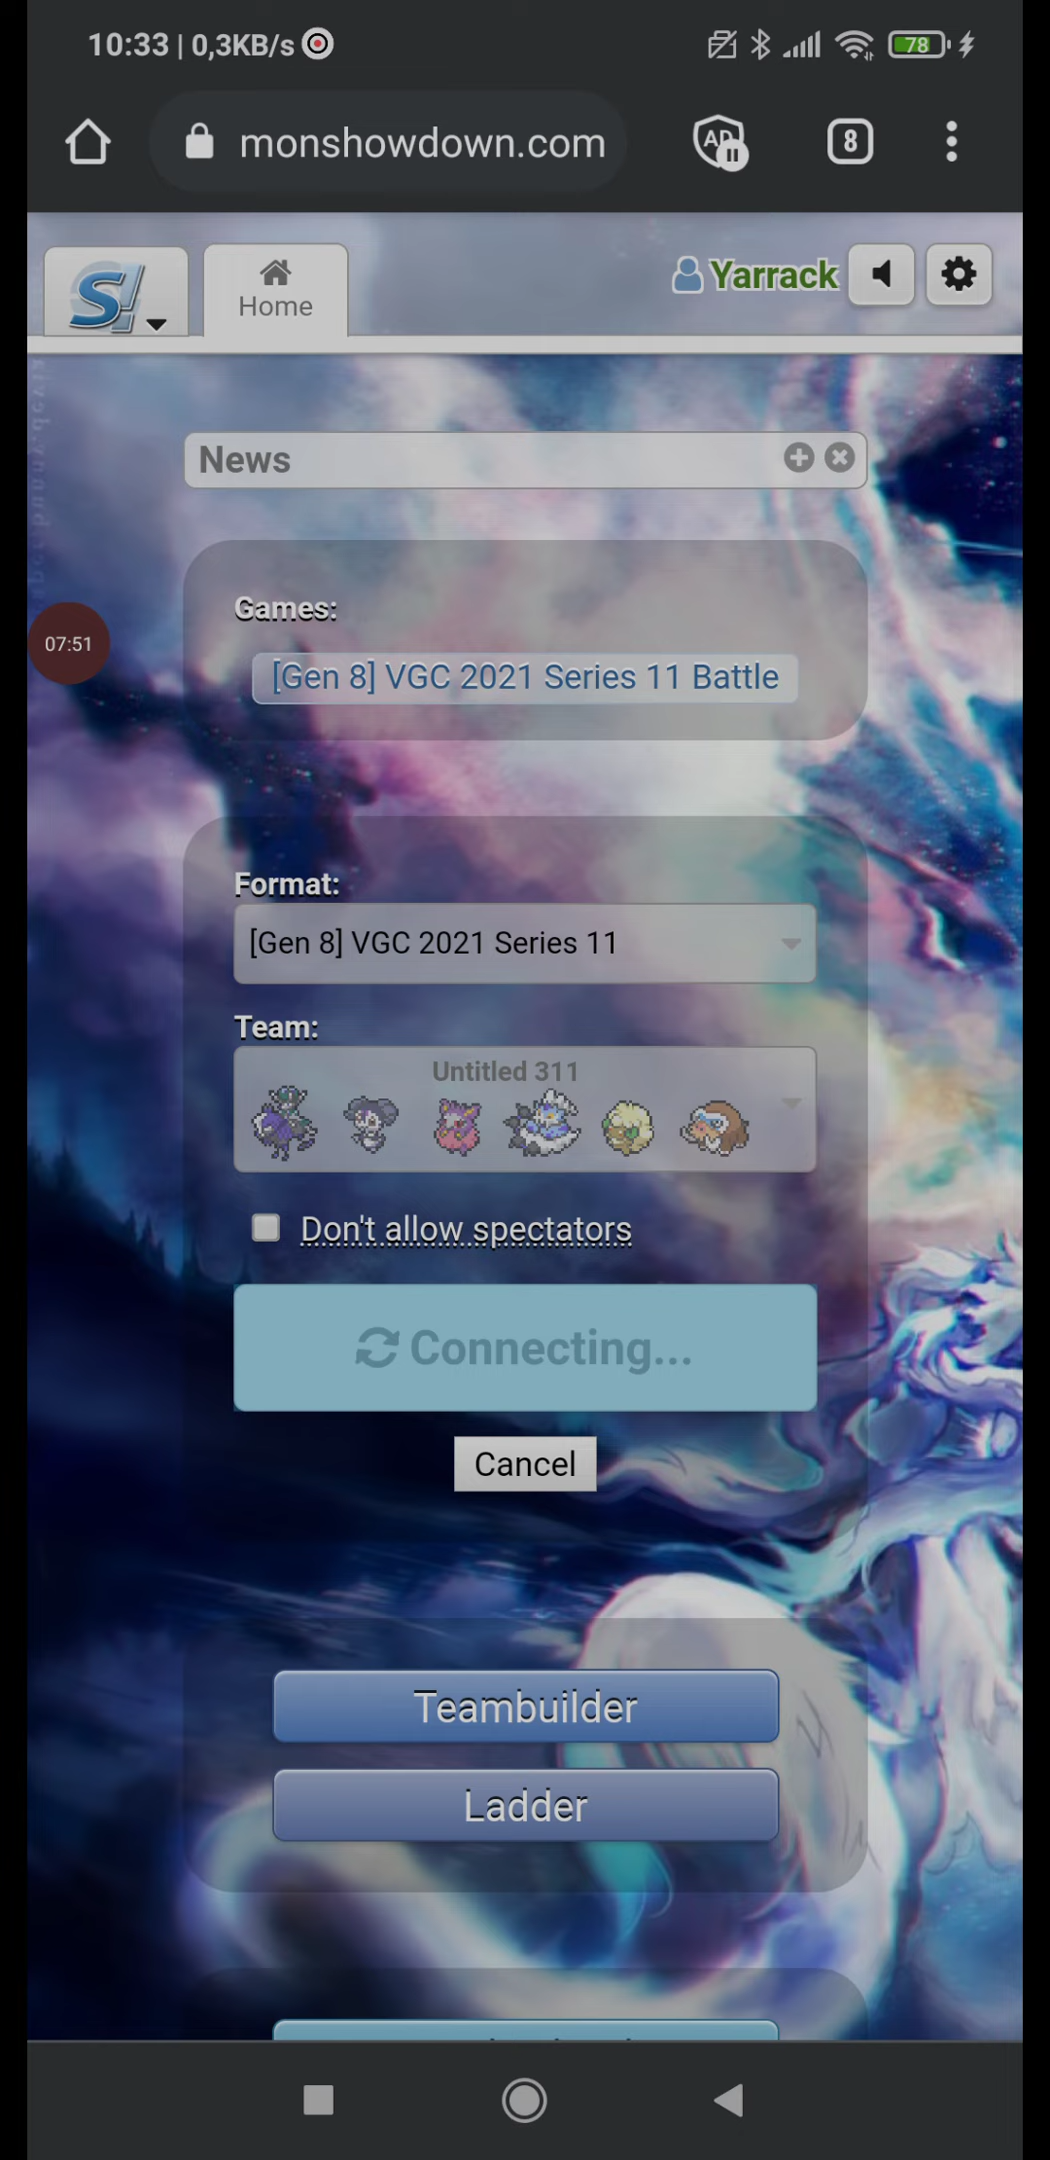 10:33 | 0,3KB/s
78
monshowdown.com
AD
8
S!
Home
Yarrack
News
Games:
07:51
[Gen 8] VGC 2021 Series 11 Battle
Format:
[Gen 8] VGC 2021 Series 11
Team:
Untitled 311
Don't allow spectators
Connecting...
Cancel
Teambuilder
Ladder